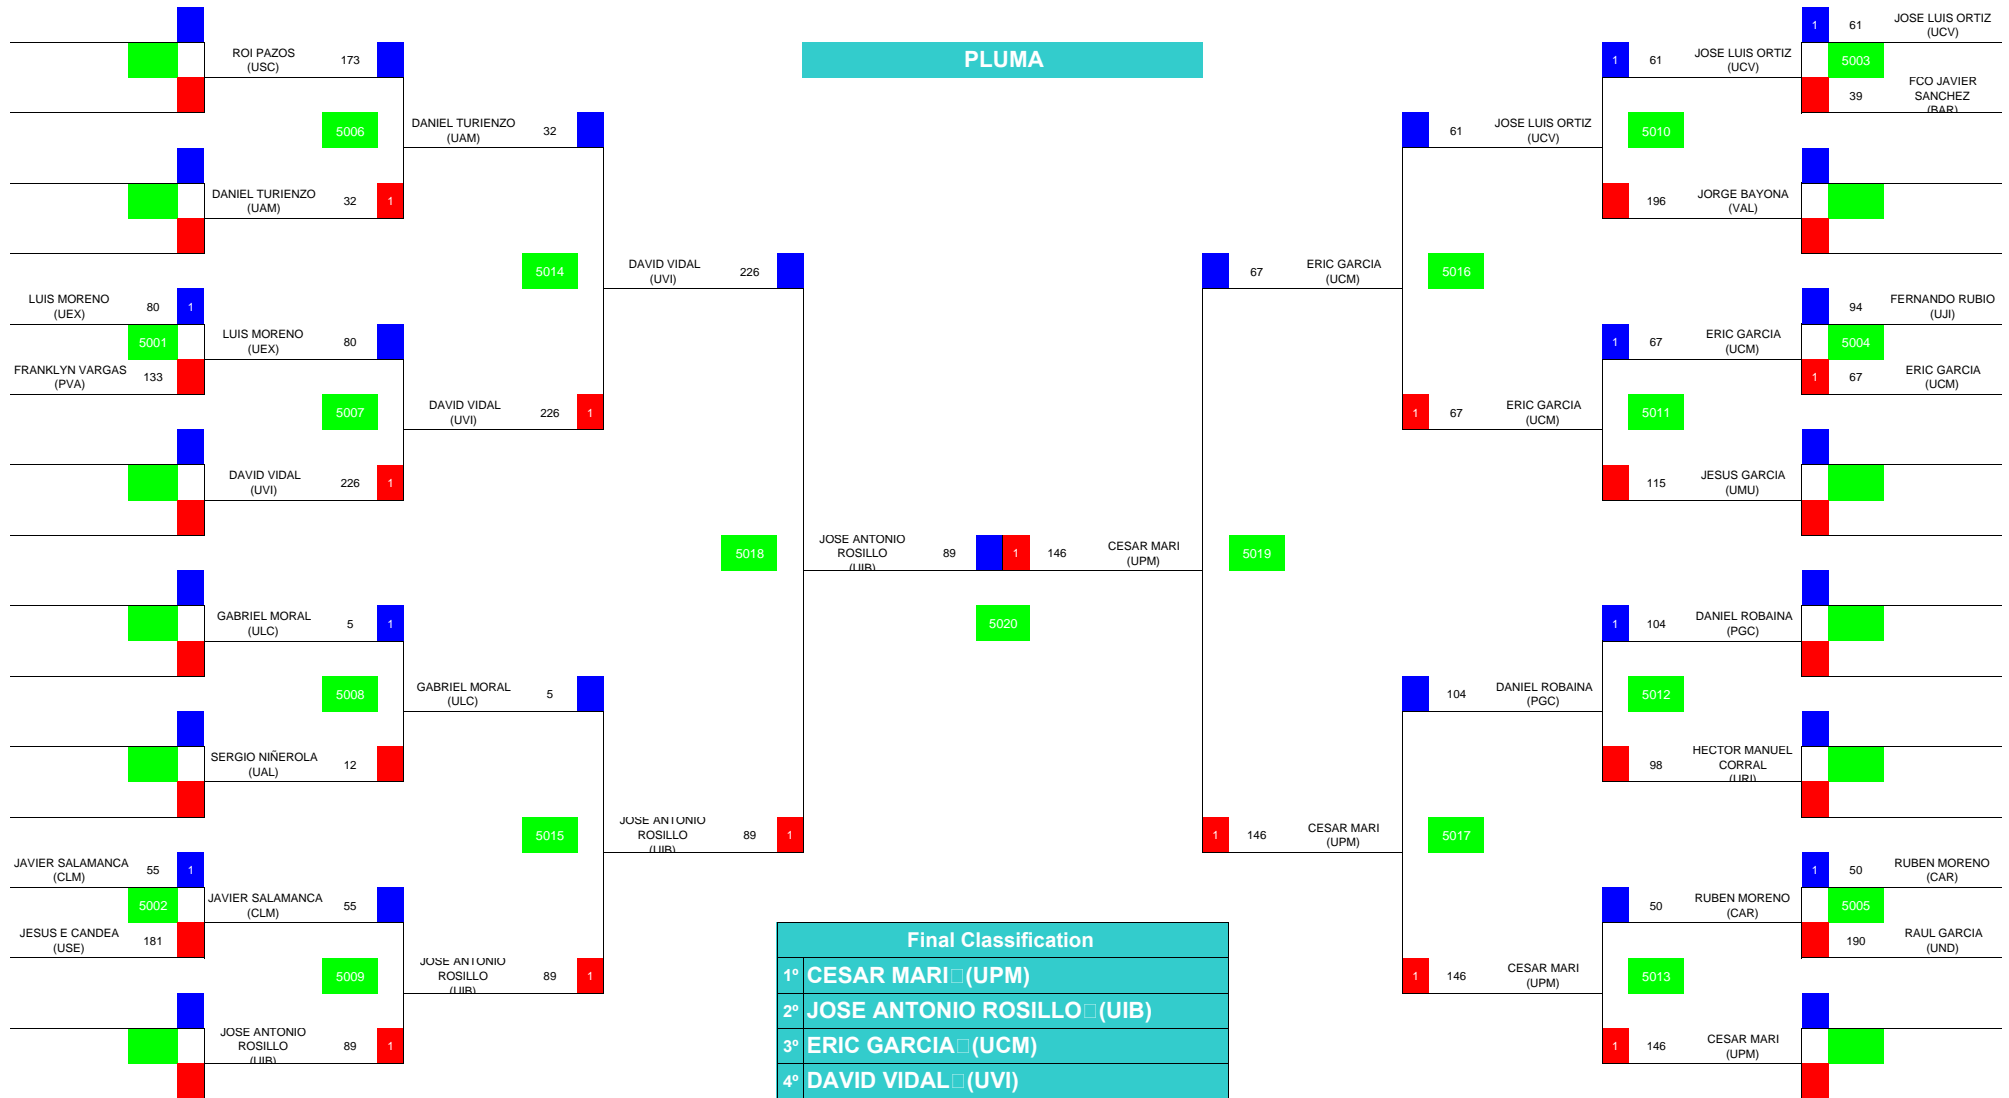 PLUMA
ROI PAZOS
(USC)
173
5006
DANIEL TURIENZO
(UAM)
32
1
DANIEL TURIENZO
(UAM)
32
5014
LUIS MORENO
(UEX)
80
1
5001
FRANKLYN VARGAS
(PVA)
133
LUIS MORENO
(UEX)
80
5007
DAVID VIDAL
(UVI)
226
1
DAVID VIDAL
(UVI)
226
1
DAVID VIDAL
(UVI)
226
5018
GABRIEL MORAL
(ULC)
5
1
5008
SERGIO NIÑEROLA
(UAL)
12
GABRIEL MORAL
(ULC)
5
5015
JAVIER SALAMANCA
(CLM)
55
1
5002
JESUS E CANDEA
(USE)
181
JAVIER SALAMANCA
(CLM)
55
5009
JOSE ANTONIO
ROSILLO
(UIB)
89
1
JOSE ANTONIO
ROSILLO
(UIB)
89
1
JOSE ANTONIO
ROSILLO
(UIB)
89
1
JOSE ANTONIO
ROSILLO
(UIB)
89
1
146
CESAR MARI
(UPM)
5020
5019
67
ERIC GARCIA
(UCM)
5016
61
JOSE LUIS ORTIZ
(UCV)
5010
1
61
JOSE LUIS ORTIZ
(UCV)
1
61
JOSE LUIS ORTIZ
(UCV)
5003
39
FCO JAVIER
SANCHEZ
(BAR)
196
JORGE BAYONA
(VAL)
1
67
ERIC GARCIA
(UCM)
5011
1
67
ERIC GARCIA
(UCM)
94
FERNANDO RUBIO
(UJI)
5004
1
67
ERIC GARCIA
(UCM)
115
JESUS GARCIA
(UMU)
1
146
CESAR MARI
(UPM)
5017
104
DANIEL ROBAINA
(PGC)
5012
1
104
DANIEL ROBAINA
(PGC)
98
HECTOR MANUEL
CORRAL
(URI)
1
146
CESAR MARI
(UPM)
5013
50
RUBEN MORENO
(CAR)
1
50
RUBEN MORENO
(CAR)
5005
190
RAUL GARCIA
(UND)
1
146
CESAR MARI
(UPM)
Final Classification
1º CESAR MARI□(UPM)
2º JOSE ANTONIO ROSILLO□(UIB)
3º ERIC GARCIA□(UCM)
4º DAVID VIDAL□(UVI)